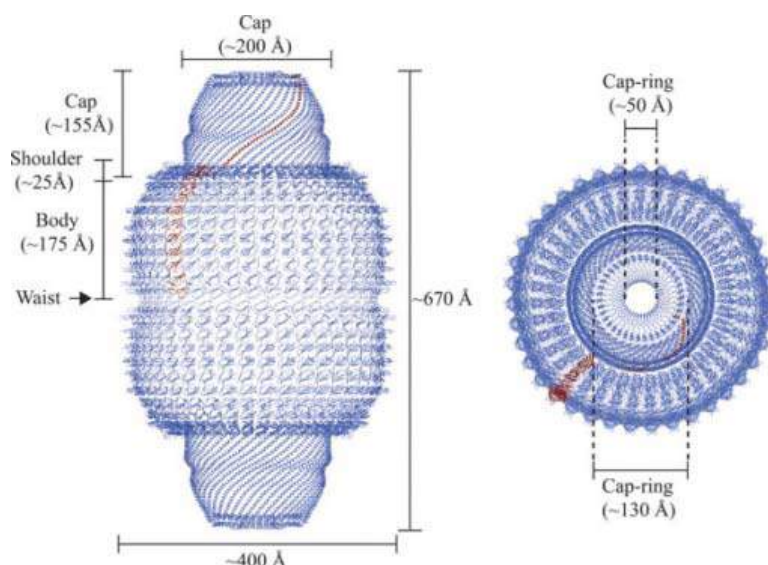 Cap
(~200 Å)
Cap
(~155Å)
Shoulder
(~25Å)
Body
(~175 Å)
Waist
~670 Å
~400 Å
Cap-ring
(~50 Å)
Cap-ring
(~130 Å)